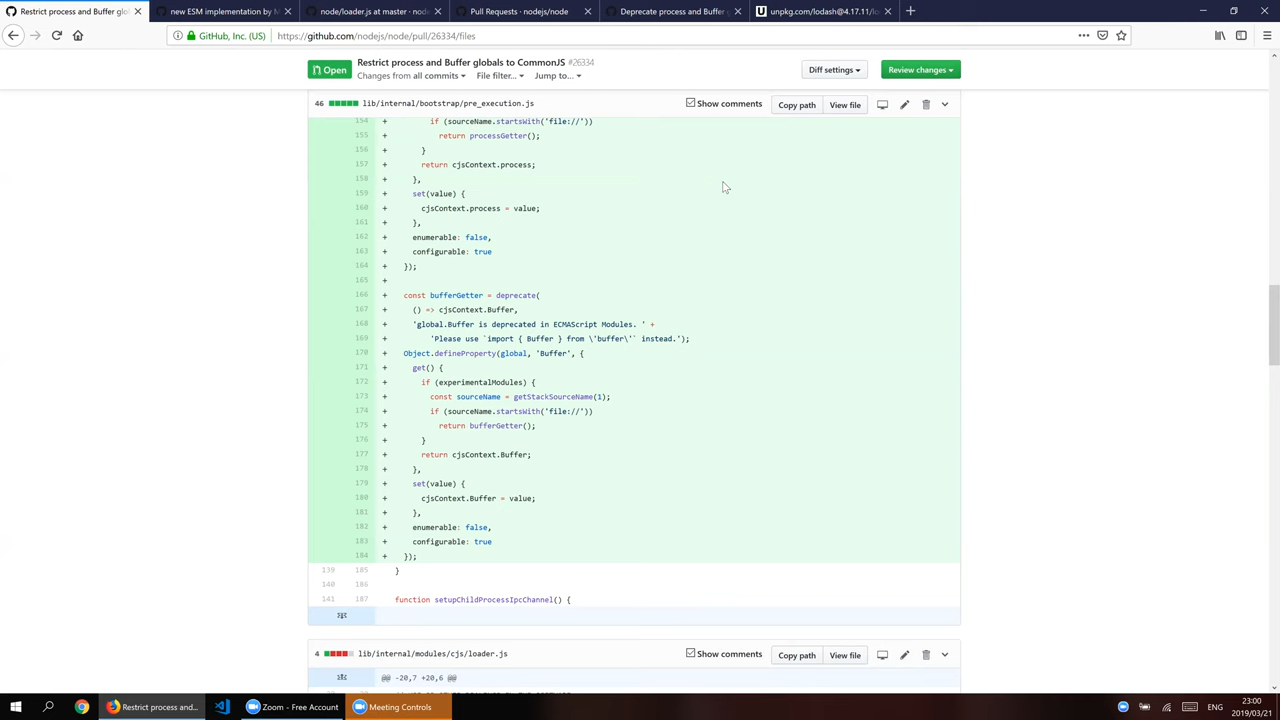 Restrict process and Buffer glo
new ESM implementation by M
node/loader.js at master · node
Pull Requests · nodejs/node
Deprecate process and Buffer g
unpkg.com/lodash@4.17.11/lo
GitHub, Inc. (US)
https://github.com/nodejs/node/pull/26334/files
Open
Restrict process and Buffer globals to CommonJS #26334
Changes from all commits
File filter...
Jump to...
Diff settings
Review changes
46 lib/internal/bootstrap/pre_execution.js
Show comments
Copy path
View file
154 + if (sourceName.startsWith('file://'))
155 + return processGetter();
156 + }
157 + return cjsContext.process;
158 + },
159 + set(value) {
160 + cjsContext.process = value;
161 + },
162 + enumerable: false,
163 + configurable: true
164 + });
165 +
166 + const bufferGetter = deprecate(
167 + () => cjsContext.Buffer,
168 + 'global.Buffer is deprecated in ECMAScript Modules. ' +
169 + 'Please use `import { Buffer } from \'buffer\'` instead.');
170 + Object.defineProperty(global, 'Buffer', {
171 + get() {
172 + if (experimentalModules) {
173 + const sourceName = getStackSourceName(1);
174 + if (sourceName.startsWith('file://'))
175 + return bufferGetter();
176 + }
177 + return cjsContext.Buffer;
178 + },
179 + set(value) {
180 + cjsContext.Buffer = value;
181 + },
182 + enumerable: false,
183 + configurable: true
184 + });
139 185 }
140 186
141 187 function setupChildProcessIpcChannel() {
4 lib/internal/modules/cjs/loader.js
Show comments
Copy path
View file
@@ -20,7 +20,6 @@
Restrict process and...
Zoom - Free Account
Meeting Controls
ENG
23:00
2019/03/21